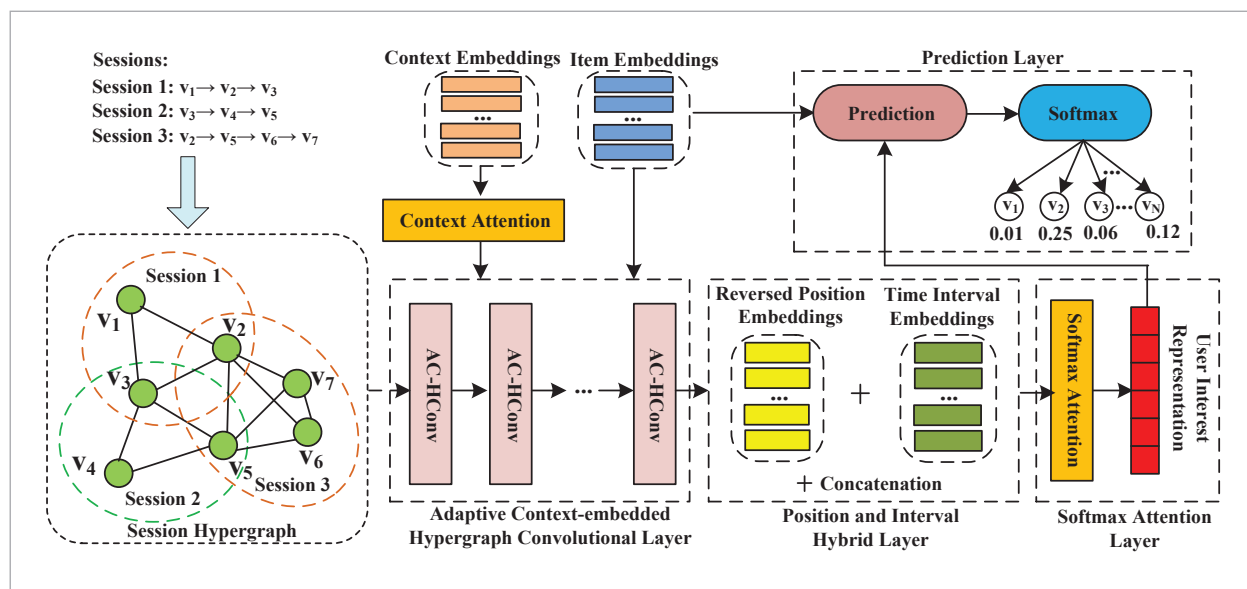 Sessions:
Session 1: v₁→ v₂→ v₃
Session 2: v₃→ v₄→ v₅
Session 3: v₂→ v₅→ v₆→ v₇
Context Embeddings
...
Item Embeddings
...
Context Attention
Prediction Layer
Prediction
Softmax
...
v₁
v₂
v₃
...
v_N
0.01
0.25
0.06
0.12
Session 1
v₁
v₂
v₃
v₇
v₄
v₅
v₆
Session 2
Session 3
Session Hypergraph
AC-HConv
AC-HConv
...
AC-HConv
Adaptive Context-embedded
Hypergraph Convolutional Layer
Reversed Position
Embeddings
...
+
Time Interval
Embeddings
...
+ Concatenation
Position and Interval
Hybrid Layer
Softmax Attention
User Interest
Representation
Softmax Attention
Layer